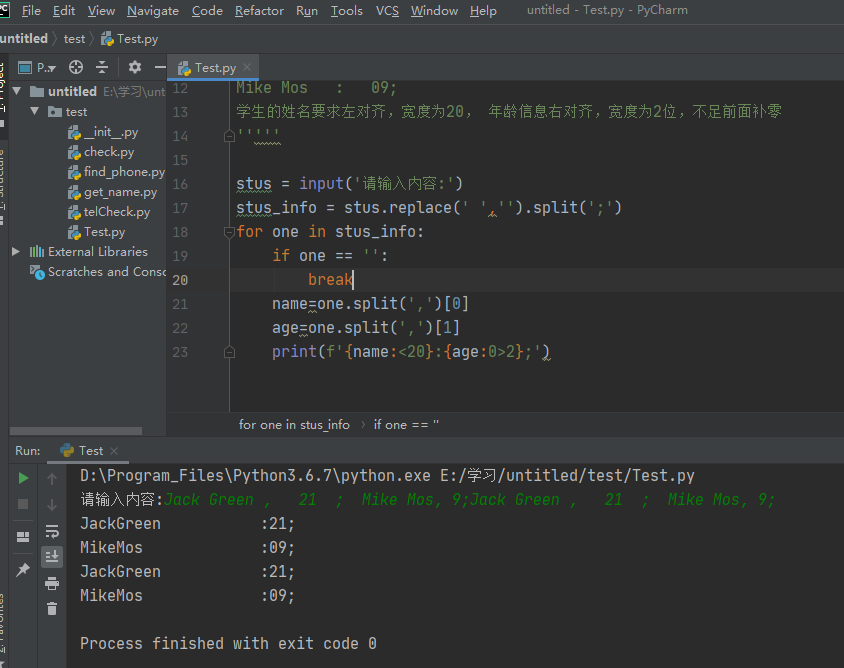 File Edit View Navigate Code Refactor Run Tools VCS Window Help untitled - Test.py - PyCharm
untitled test Test.py
P.. Test.py
untitled E:\学习\unt
test
__init__.py
check.py
find_phone.py
get_name.py
telCheck.py
Test.py
External Libraries
Scratches and Conso
12 Mike Mos : 09;
13 学生的姓名要求左对齐，宽度为20， 年龄信息右对齐，宽度为2位，不足前面补零
14 '''''
15
16 stus = input('请输入内容:')
17 stus_info = stus.replace(' ','').split(';')
18 for one in stus_info:
19 if one == '':
20 break
21 name=one.split(',')[0]
22 age=one.split(',')[1]
23 print(f'{name:<20}:{age:0>2};')
for one in stus_info if one == ''
Run: Test
D:\Program_Files\Python3.6.7\python.exe E:/学习/untitled/test/Test.py
请输入内容:Jack Green , 21 ; Mike Mos, 9;Jack Green , 21 ; Mike Mos, 9;
JackGreen :21;
MikeMos :09;
JackGreen :21;
MikeMos :09;
Process finished with exit code 0